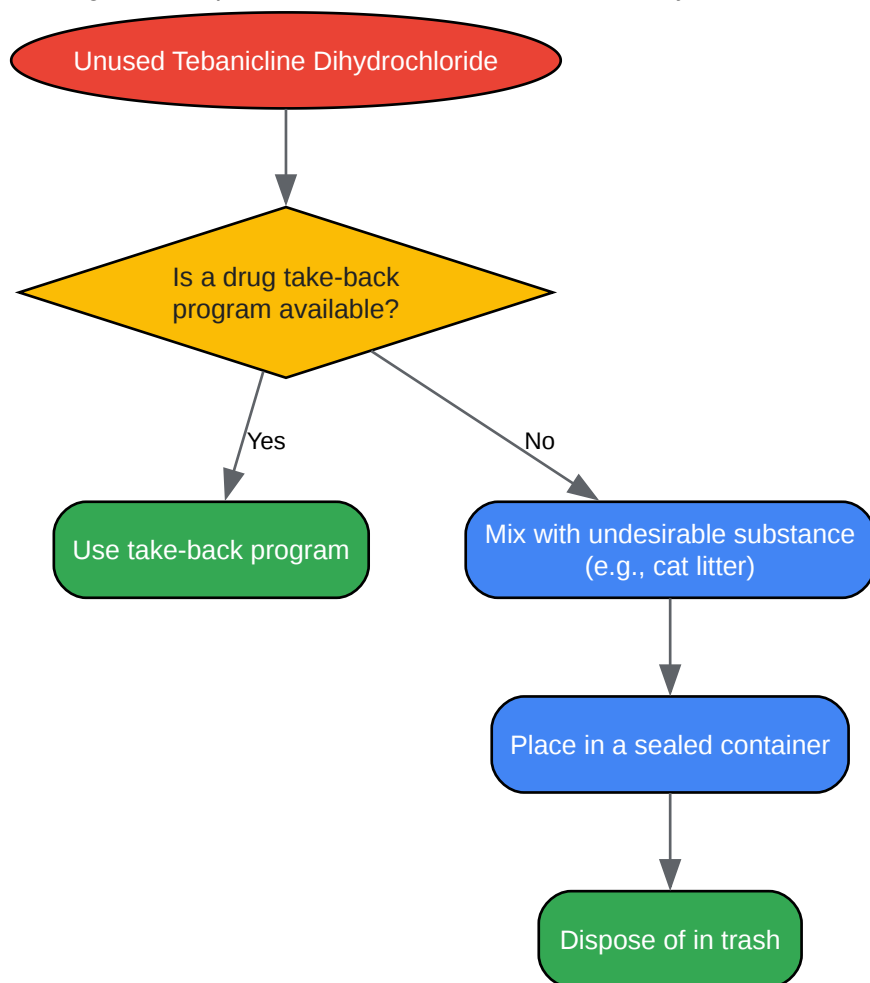 Unused Tebanicline Dihydrochloride
Is a drug take-back
program available?
Yes
No
Use take-back program
Mix with undesirable substance
(e.g., cat litter)
Place in a sealed container
Dispose of in trash